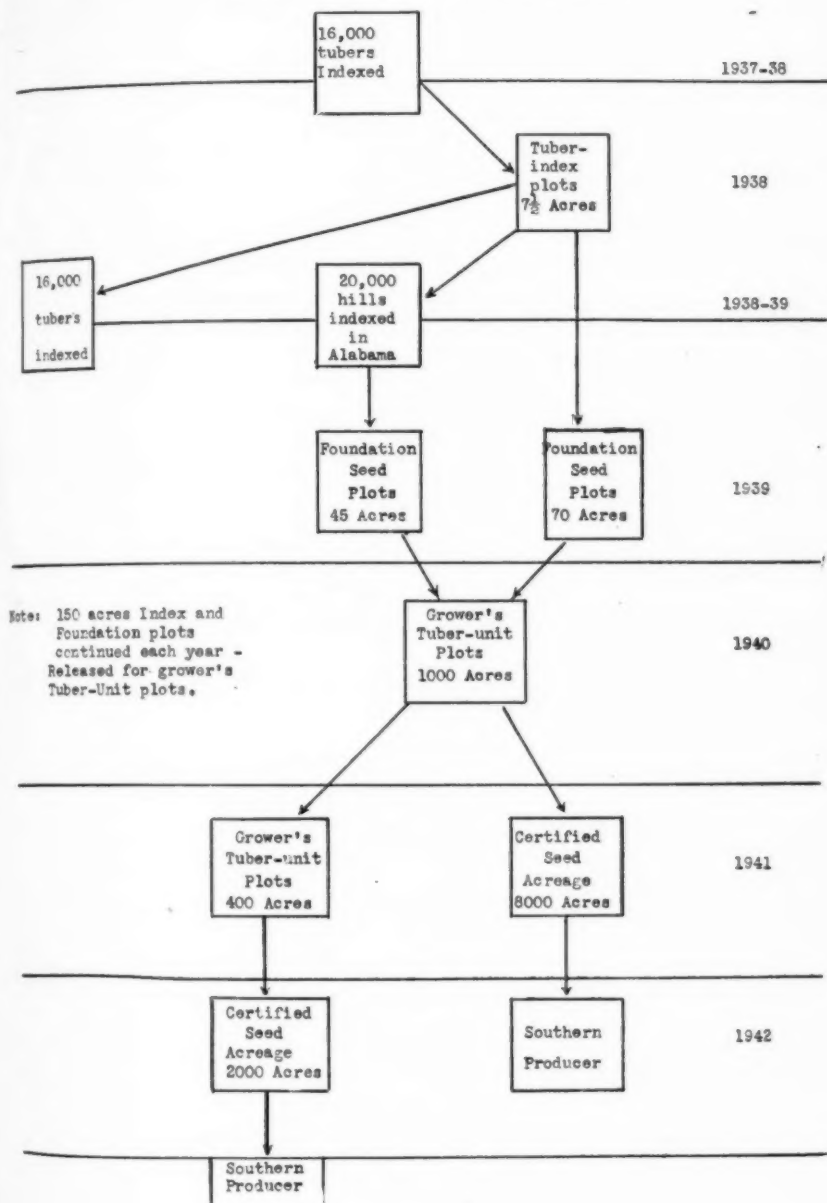 16,000
tubers
Indexed
1937-38
Tuber-
index
plots
7½ Acres
1938
16,000
tubers
indexed
20,000
hills
indexed
in
Alabama
1938-39
Foundation
Seed
Plots
45 Acres
Foundation
Seed
Plots
70 Acres
1939
Note: 150 acres Index and
Foundation plots
continued each year -
Released for grower's
Tuber-Unit plots.
Grower's
Tuber-unit
Plots
1000 Acres
1940
Grower's
Tuber-unit
Plots
400 Acres
Certified
Seed
Acreage
8000 Acres
1941
Certified
Seed
Acreage
2000 Acres
Southern
Producer
1942
Southern
Producer